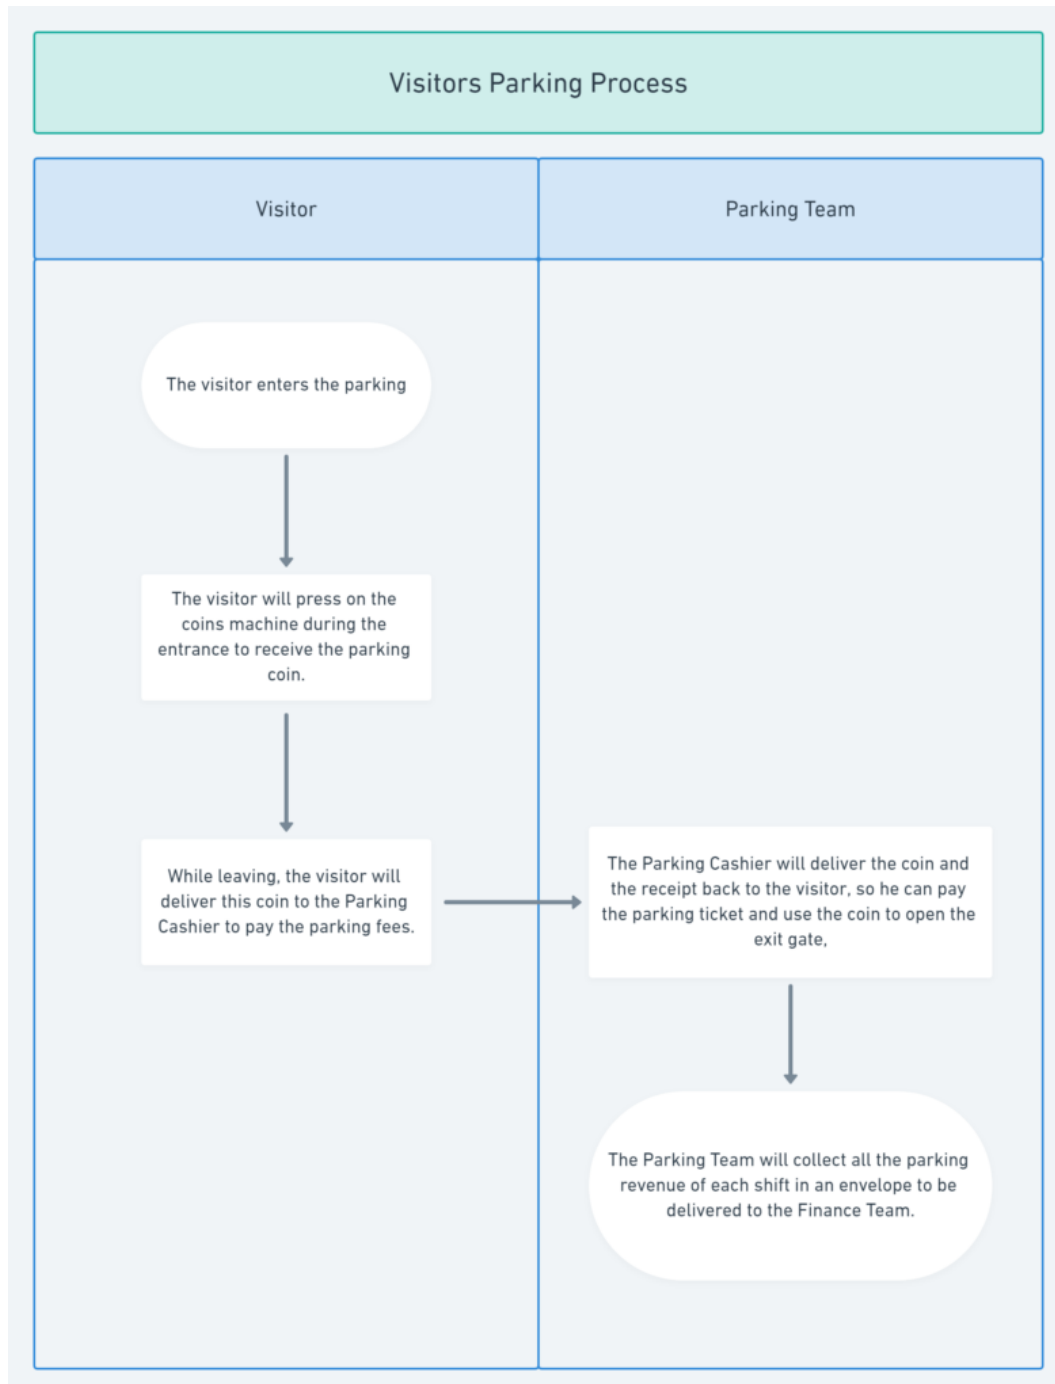 Visitors Parking Process
Visitor
Parking Team
The visitor enters the parking
The visitor will press on the
coins machine during the
entrance to receive the parking
coin.
While leaving, the visitor will
deliver this coin to the Parking
Cashier to pay the parking fees.
The Parking Cashier will deliver the coin and
the receipt back to the visitor, so he can pay
the parking ticket and use the coin to open the
exit gate,
The Parking Team will collect all the parking
revenue of each shift in an envelope to be
delivered to the Finance Team.